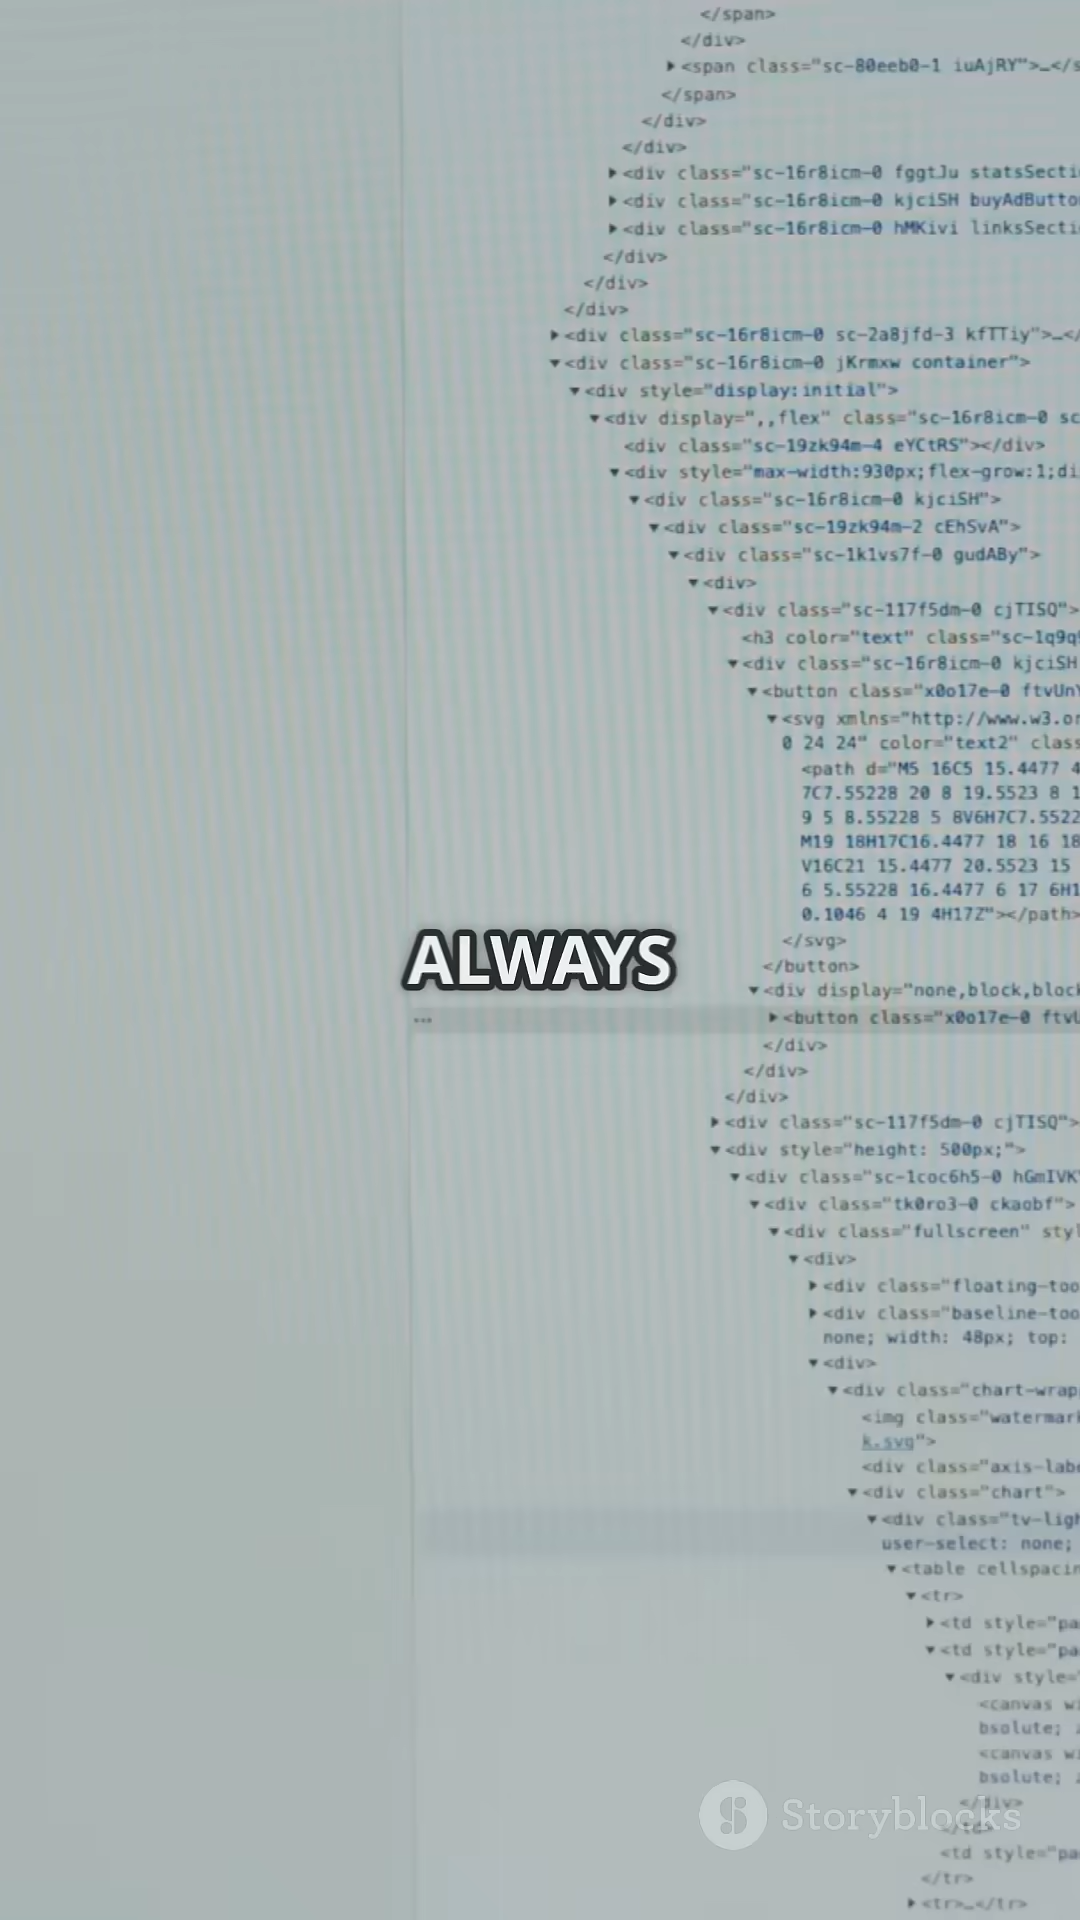 </span>
</div>
▶<span class="sc-80eeb0-1 iuAjRY">…</s
</span>
</div>
</div>
▶<div class="sc-16r8icm-0 fggtJu statsSecti
▶<div class="sc-16r8icm-0 kjciSH buyAdButto
▶<div class="sc-16r8icm-0 hMKivi linksSecti
</div>
</div>
</div>
▶<div class="sc-16r8icm-0 sc-2a8jfd-3 kfTTiy">…</
▼<div class="sc-16r8icm-0 jKrmxw container">
▼<div style="display:initial">
▼<div display=",,flex" class="sc-16r8icm-0 sc
<div class="sc-19zk94m-4 eYCtRS"></div>
▼<div style="max-width:930px;flex-grow:1;di
▼<div class="sc-16r8icm-0 kjciSH">
▼<div class="sc-19zk94m-2 cEhSvA">
▼<div class="sc-1k1vs7f-0 gudABy">
▼<div>
▼<div class="sc-117f5dm-0 cjTISQ">
<h3 color="text" class="sc-1q9q
▼<div class="sc-16r8icm-0 kjciSH
▼<button class="x0o17e-0 ftvUnY
▼<svg xmlns="http://www.w3.or
0 24 24" color="text2" class
<path d="M5 16C5 15.4477 4
7C7.55228 20 8 19.5523 8 1
9 5 8.55228 5 8V6H7C7.5522
M19 18H17C16.4477 18 16 18
V16C21 15.4477 20.5523 15
6 5.55228 16.4477 6 17 6H1
0.1046 4 19 4H17Z"></path>
</svg>
ALWAYS
</button>
▼<div display="none,block,block
… ▶<button class="x0o17e-0 ftvU
</div>
</div>
</div>
▶<div class="sc-117f5dm-0 cjTISQ">
▼<div style="height: 500px;">
▼<div class="sc-1coc6h5-0 hGmIVK
▼<div class="tk0ro3-0 ckaobf">
▼<div class="fullscreen" styl
▼<div>
▶<div class="floating-too
▶<div class="baseline-too
none; width: 48px; top:
▼<div>
▼<div class="chart-wrap
<img class="watermark
k.svg">
<div class="axis-labe
▼<div class="chart">
▼<div class="tv-ligh
user-select: none;
▼<table cellspacin
▼<tr>
▶<td style="pa
▼<td style="pa
▼<div style="
<canvas wi
bsolute;
<canvas wi
bsolute;
</div>
Storyblocks
</td>
<td style="pa
</tr>
▶<tr>…</tr>